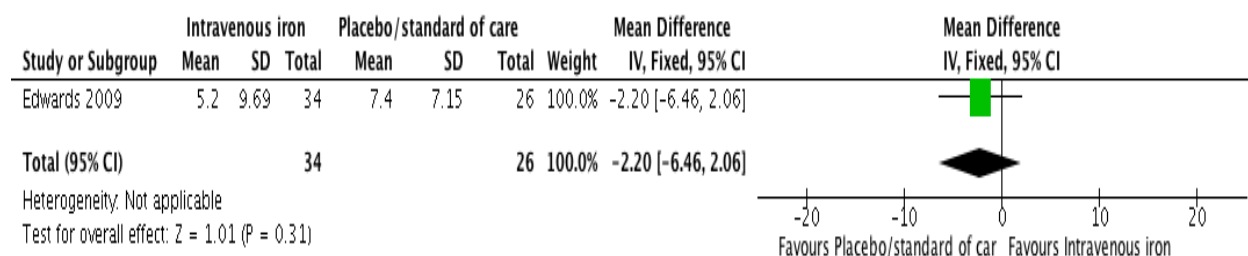 Intravenous iron Placebo/standard of care Mean Difference Mean Difference
Study or Subgroup Mean SD Total Mean SD Total Weight IV, Fixed, 95% CI IV, Fixed, 95% CI
Edwards 2009 5.2 9.69 34 7.4 7.15 26 100.0% -2.20 [-6.46, 2.06]
Total (95% CI) 34 26 100.0% -2.20 [-6.46, 2.06]
Heterogeneity: Not applicable
Test for overall effect: Z = 1.01 (P = 0.31)
-20 -10 0 10 20
Favours Placebo/standard of car Favours Intravenous iron